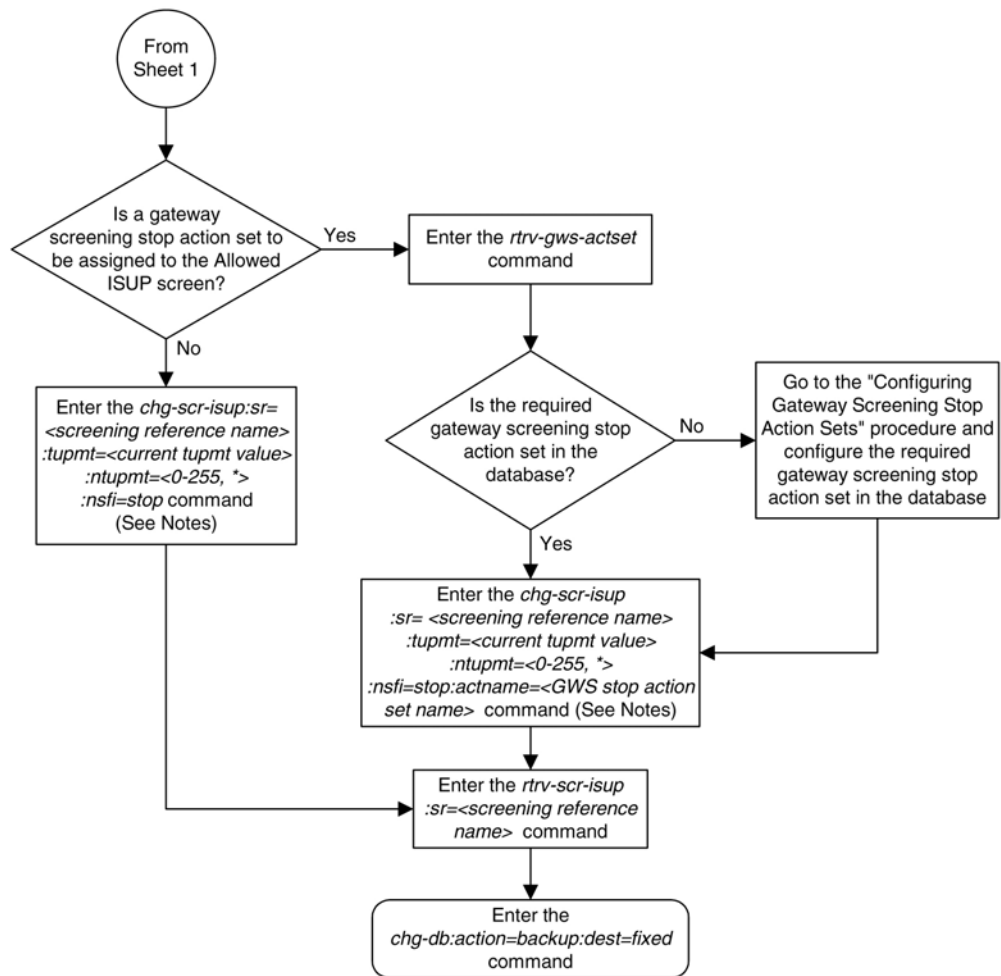 From
Sheet 1
Is a gateway
screening stop action set to
be assigned to the Allowed
ISUP screen?
Yes
Enter the rtrv-gws-actset
command
No
Enter the chg-scr-isup:sr=
<screening reference name>
:tupmt=<current tupmt value>
:ntupmt=<0-255, *>
:nsfi=stop command
(See Notes)
Is the required
gateway screening stop
action set in the
database?
No
Go to the "Configuring
Gateway Screening Stop
Action Sets" procedure and
configure the required
gateway screening stop
action set in the database
Yes
Enter the chg-scr-isup
:sr= <screening reference name>
:tupmt=<current tupmt value>
:ntupmt=<0-255, *>
:nsfi=stop:actname=<GWS stop action
set name> command (See Notes)
Enter the rtrv-scr-isup
:sr=<screening reference
name> command
Enter the
chg-db:action=backup:dest=fixed
command